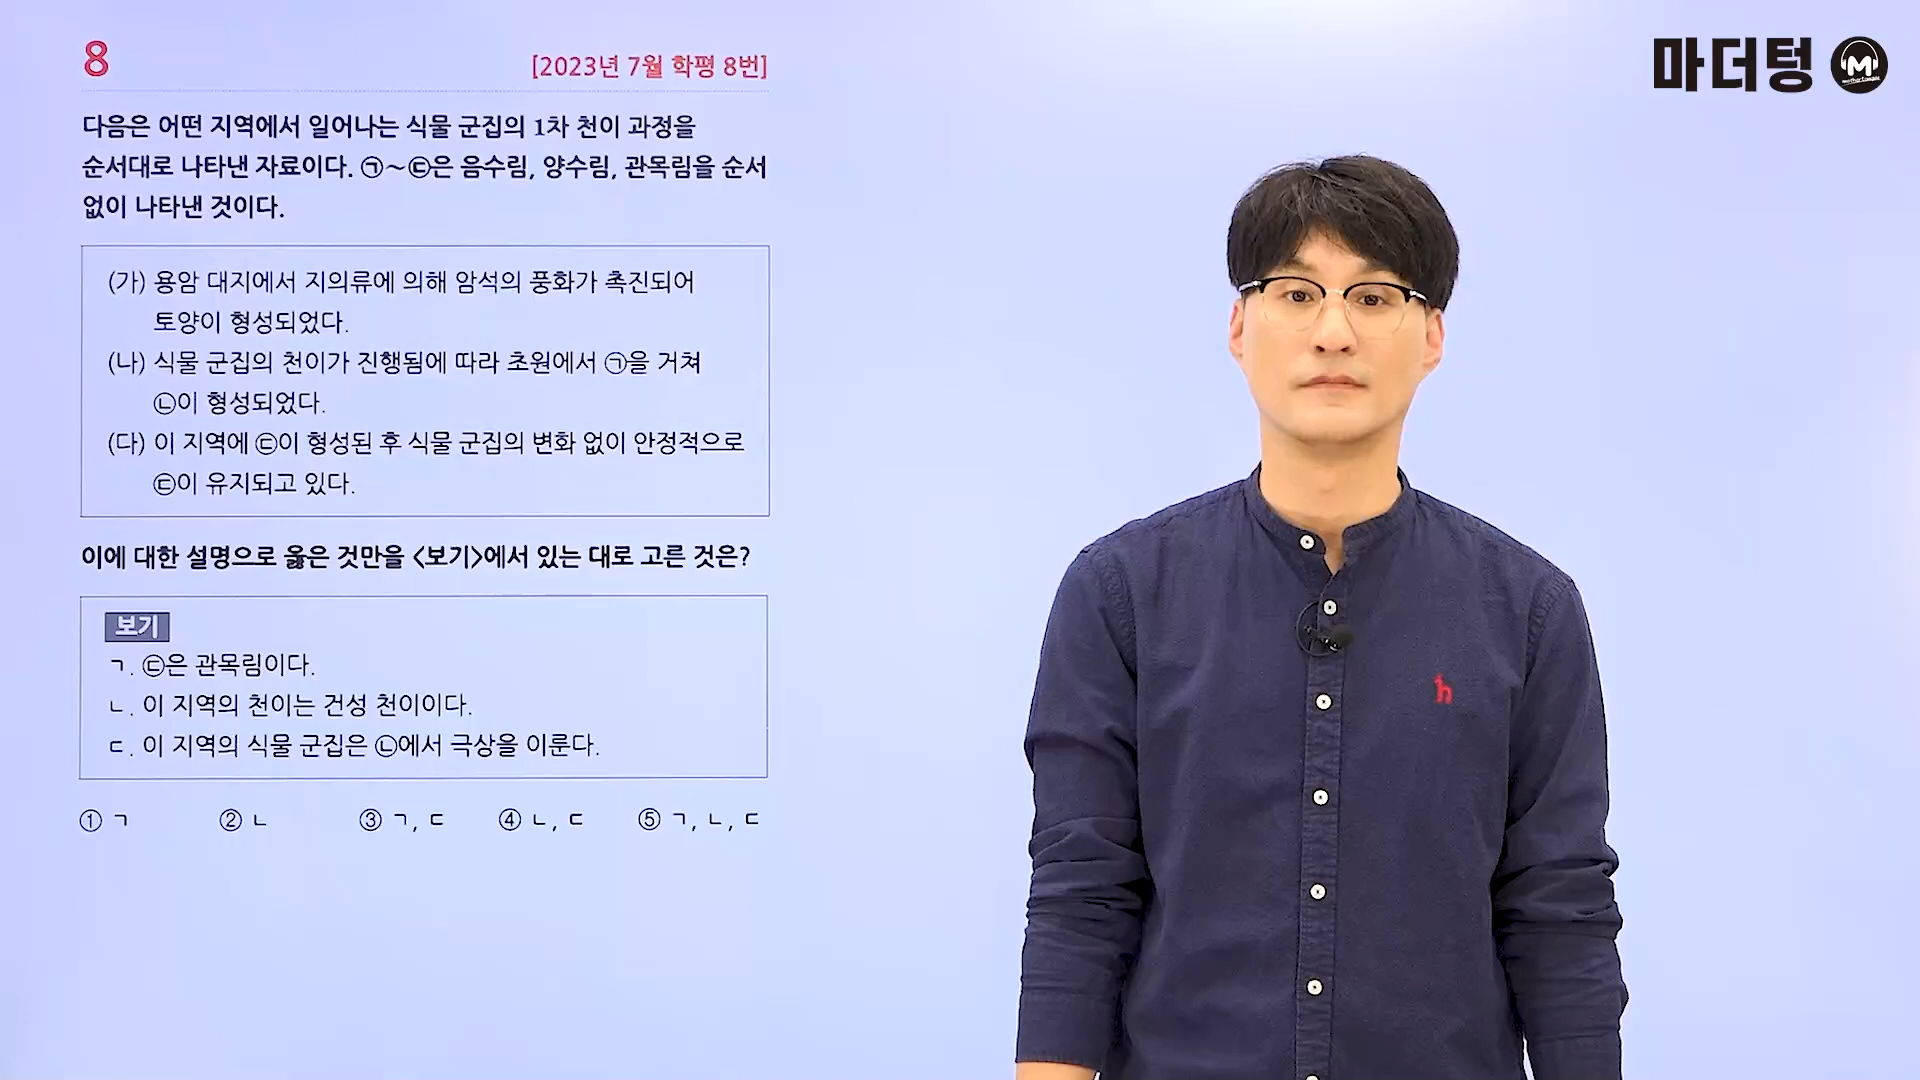 8
[2023년 7월 학평 8번]
마더텅
다음은 어떤 지역에서 일어나는 식물 군집의 1차 천이 과정을
순서대로 나타낸 자료이다. ㉠~㉢은 음수림, 양수림, 관목림을 순서
없이 나타낸 것이다.
(가) 용암 대지에서 지의류에 의해 암석의 풍화가 촉진되어
토양이 형성되었다.
(나) 식물 군집의 천이가 진행됨에 따라 초원에서 ㉠을 거쳐
㉡이 형성되었다.
(다) 이 지역에 ㉢이 형성된 후 식물 군집의 변화 없이 안정적으로
㉢이 유지되고 있다.
이에 대한 설명으로 옳은 것만을 <보기>에서 있는 대로 고른 것은?
보기
ㄱ. ㉢은 관목림이다.
ㄴ. 이 지역의 천이는 건성 천이이다.
ㄷ. 이 지역의 식물 군집은 ㉡에서 극상을 이룬다.
① ㄱ ② ㄴ ③ ㄱ, ㄷ ④ ㄴ, ㄷ ⑤ ㄱ, ㄴ, ㄷ